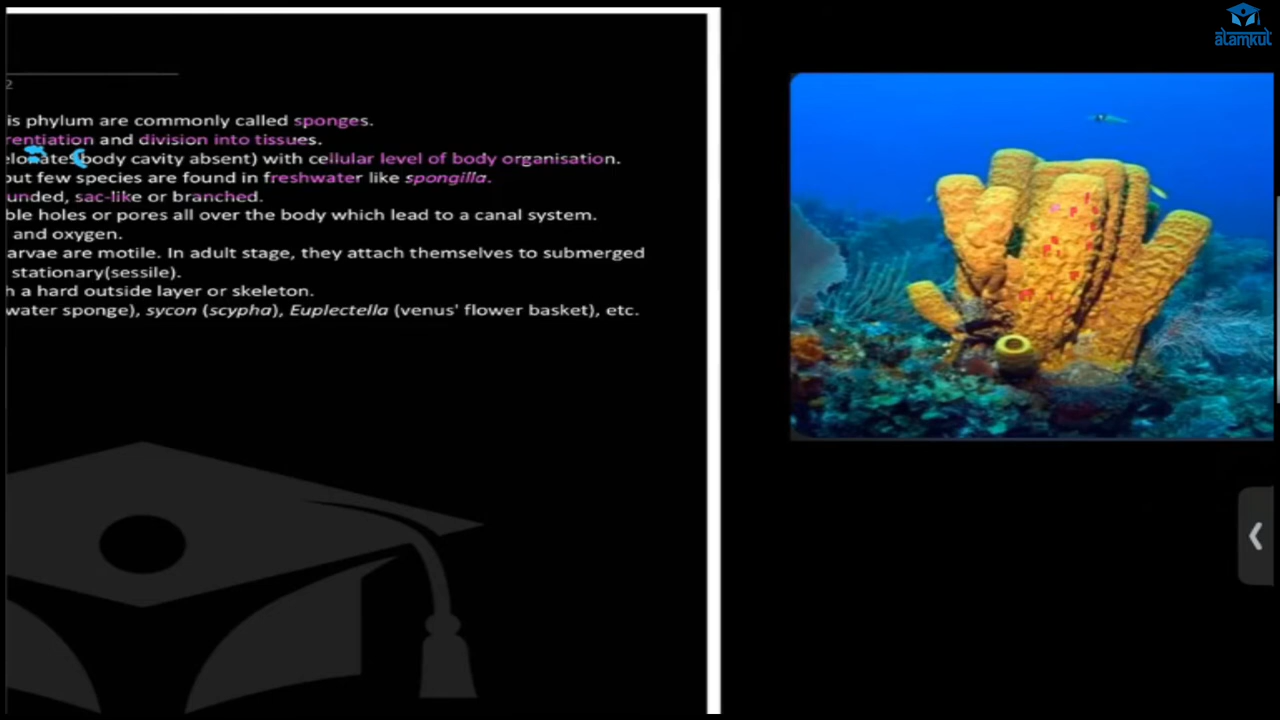 2
is phylum are commonly called sponges.
rentiation and division into tissues.
elomates(body cavity absent) with cellular level of body organisation.
out few species are found in freshwater like spongilla.
unded, sac-like or branched.
ble holes or pores all over the body which lead to a canal system.
and oxygen.
arvae are motile. In adult stage, they attach themselves to submerged
stationary(sessile).
h a hard outside layer or skeleton.
water sponge), sycon (scypha), Euplectella (venus' flower basket), etc.
alamkul